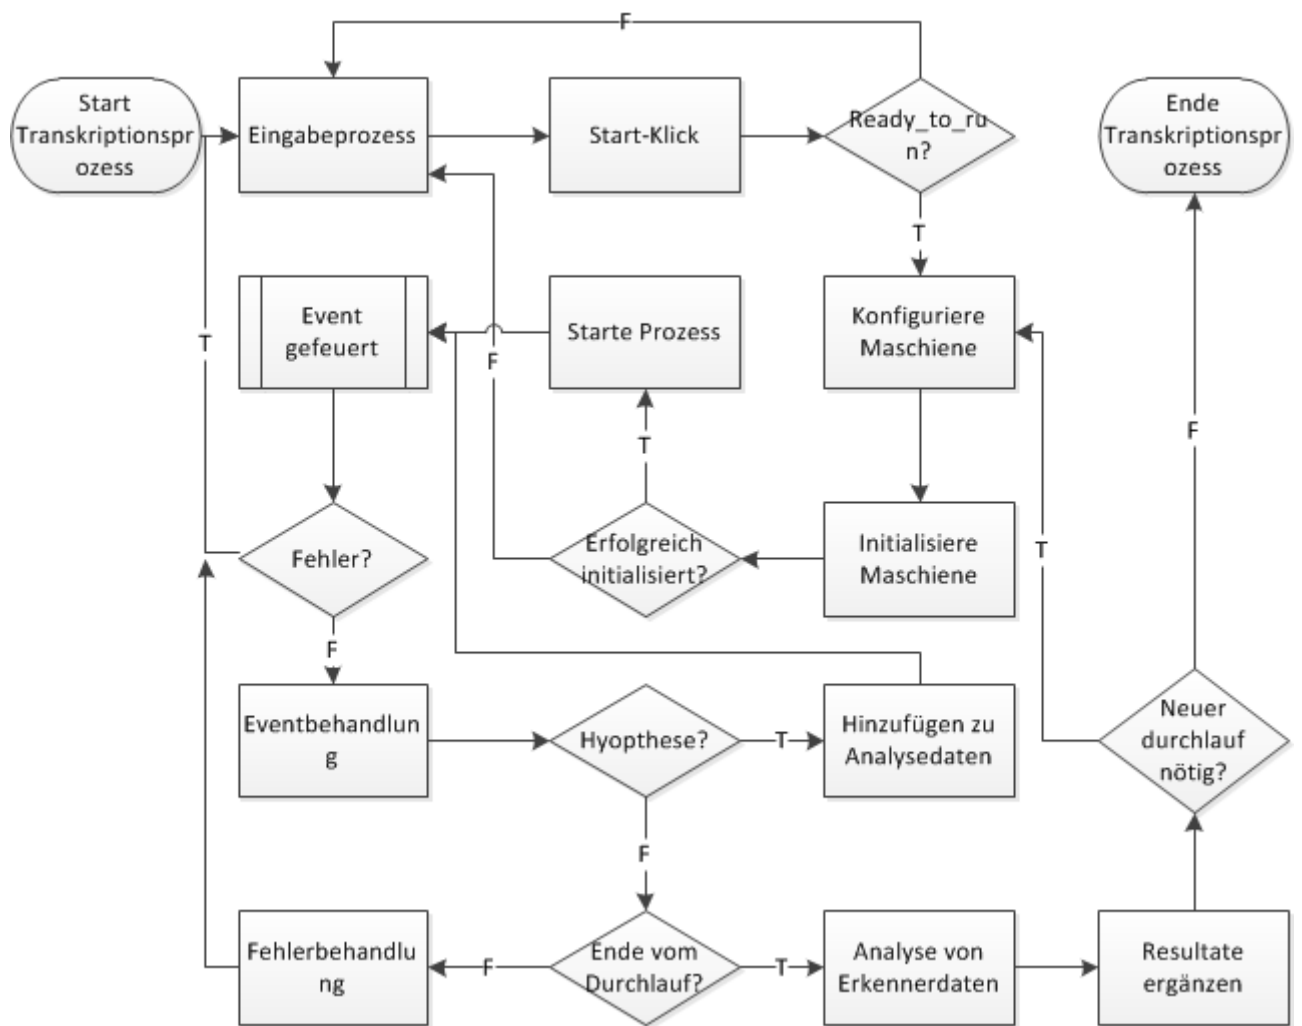 F
Start
Transkriptionspr
ozess
Eingabeprozess
Start-Klick
Ready_to_ru
n?
Ende
Transkriptionspr
ozess
T
Event
gefeuert
Starte Prozess
Konfiguriere
Maschiene
T
F
T
F
Fehler?
Erfolgreich
initialisiert?
Initialisiere
Maschiene
T
F
Eventbehandlun
g
Hyopthese?
T
Hinzufügen zu
Analysedaten
Neuer
durchlauf
nötig?
F
Fehlerbehandlu
ng
F
Ende vom
Durchlauf?
T
Analyse von
Erkennerdaten
Resultate
ergänzen